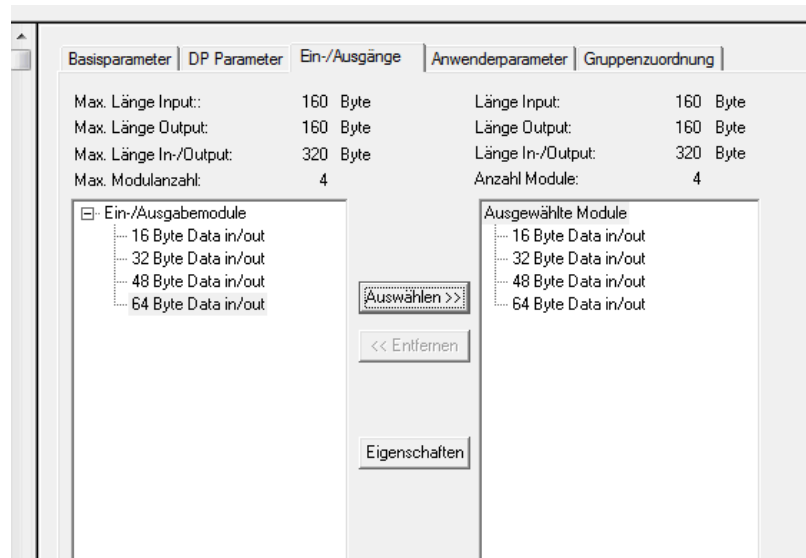 Basisparameter DP Parameter Ein-/Ausgänge Anwenderparameter Gruppenzuordnung
Max. Länge Input:: 160 Byte Länge Input: 160 Byte
Max. Länge Output: 160 Byte Länge Output: 160 Byte
Max. Länge In-/Output: 320 Byte Länge In-/Output: 320 Byte
Max. Modulanzahl: 4 Anzahl Module: 4
Ein-/Ausgabemodule
16 Byte Data in/out
32 Byte Data in/out
48 Byte Data in/out
64 Byte Data in/out
Auswählen >>
<< Entfernen
Eigenschaften
Ausgewählte Module
16 Byte Data in/out
32 Byte Data in/out
48 Byte Data in/out
64 Byte Data in/out